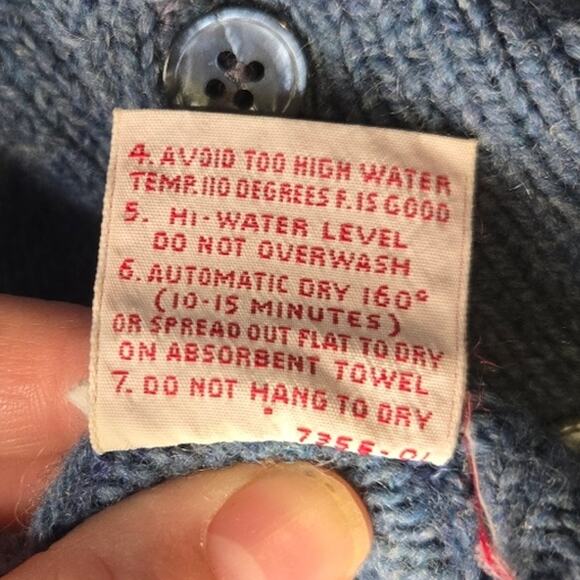 4. AVOID TOO HIGH WATER
TEMP. 110 DEGREES F. IS GOOD
5. HI-WATER LEVEL
DO NOT OVERWASH
6. AUTOMATIC DRY 160°
(10-15 MINUTES)
OR SPREAD OUT FLAT TO DRY
ON ABSORBENT TOWEL
7. DO NOT HANG TO DRY